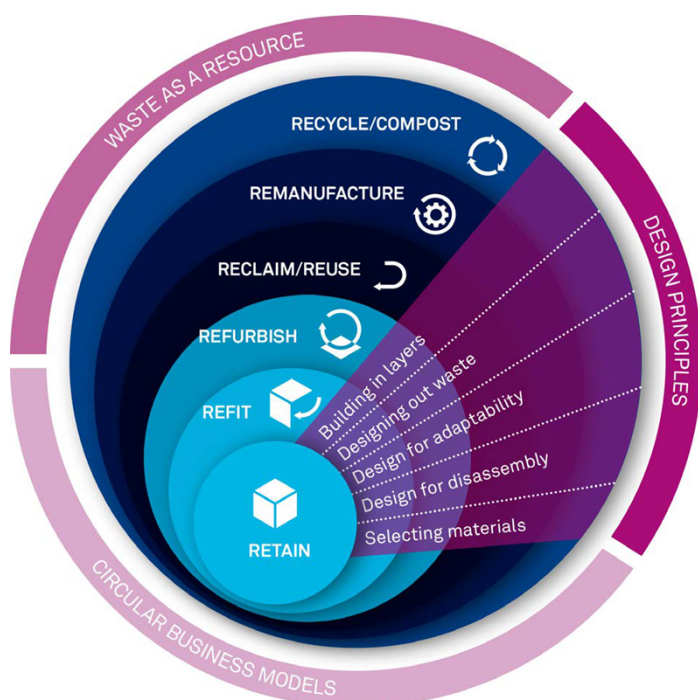 WASTE AS A RESOURCE
RECYCLE/COMPOST
REMANUFACTURE
RECLAIM/REUSE
REFURBISH
REFIT
RETAIN
Building in layers
Designing out waste
Design for adaptability
Design for disassembly
Selecting materials
DESIGN PRINCIPLES
CIRCULAR BUSINESS MODELS